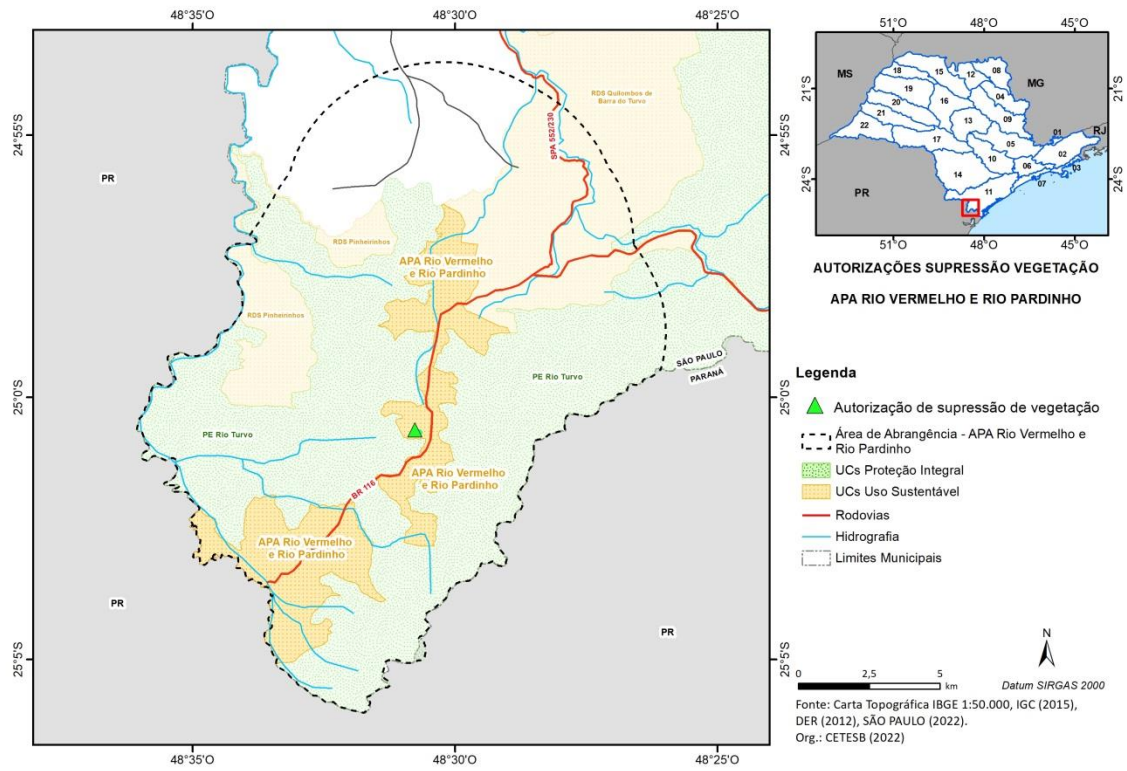 48°35'O
48°30'O
48°25'O
24°55'S
25°0'S
25°5'S
24°55'S
25°0'S
25°5'S
48°35'O
48°30'O
48°25'O
PR
PR
PR
RDS Quilombos de
Barra do Turvo
SPA 552/230
RDS Pinheirinhos
APA Rio Vermelho
e Rio Pardinho
RDS Pinheirinhos
PE Rio Turvo
SÃO PAULO
PARANÁ
PE Rio Turvo
APA Rio Vermelho
e Rio Pardinho
BR 116
APA Rio Vermelho
e Rio Pardinho
51°O
48°O
45°O
21°S
24°S
21°S
24°S
51°O
48°O
45°O
MS
MG
RJ
PR
18
15
12
08
19
04
20
16
21
13
09
22
17
05
01
02
10
06
03
14
11
07
AUTORIZAÇÕES SUPRESSÃO VEGETAÇÃO
APA RIO VERMELHO E RIO PARDINHO
Legenda
Autorização de supressão de vegetação
Área de Abrangência - APA Rio Vermelho e
Rio Pardinho
UCs Proteção Integral
UCs Uso Sustentável
Rodovias
Hidrografia
Limites Municipais
N
0 2,5 5
km
Datum SIRGAS 2000
Fonte: Carta Topográfica IBGE 1:50.000, IGC (2015),
DER (2012), SÃO PAULO (2022).
Org.: CETESB (2022)